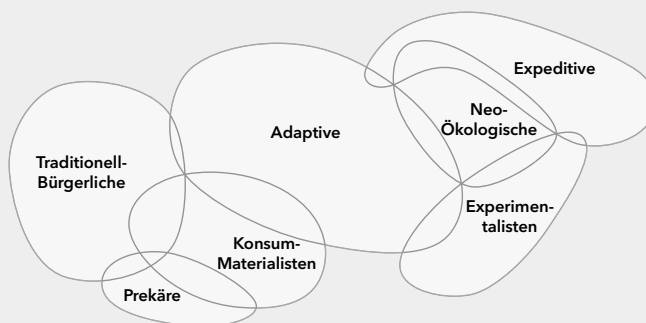 Expeditive
Neo-
Ökologische
Adaptive
Traditionell-
Bürgerliche
Experimen-
talisten
Konsum-
Materialisten
Prekäre